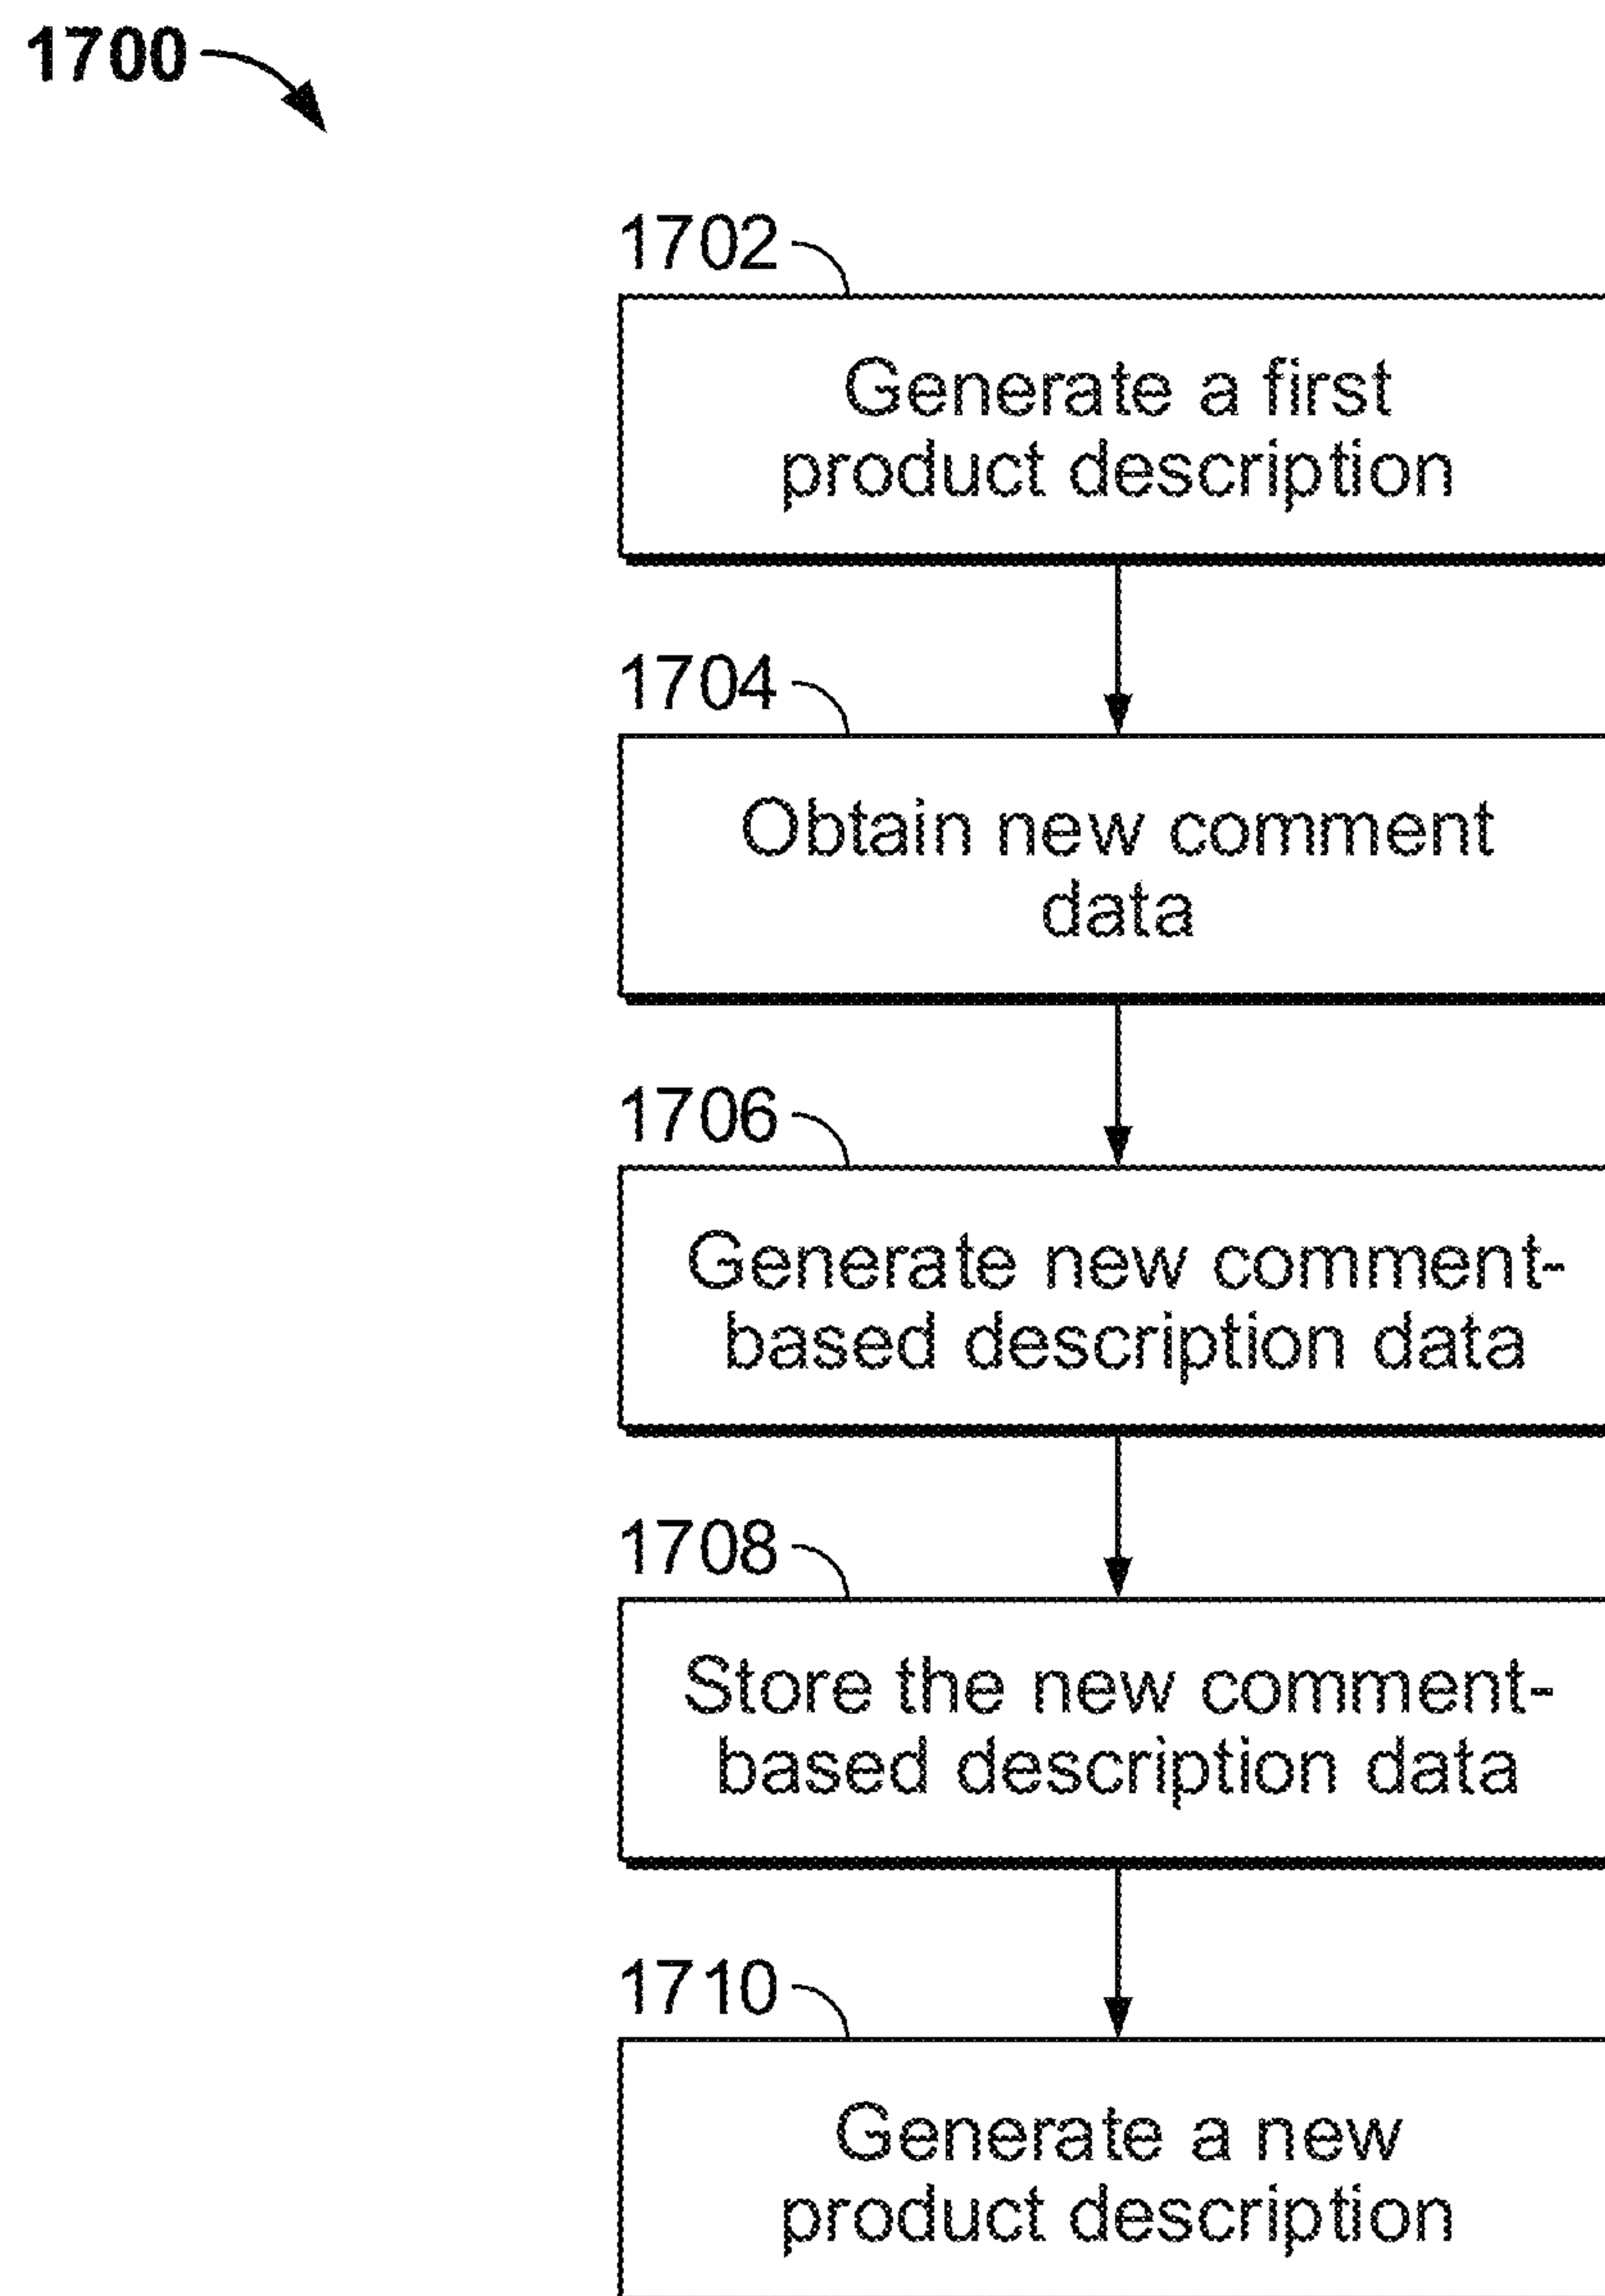 1700
1702
Generate a first
product description
1704
Obtain new comment
data
1706
Generate new comment-
based description data
1708
Store the new comment-
based description data
1710
Generate a new
product description